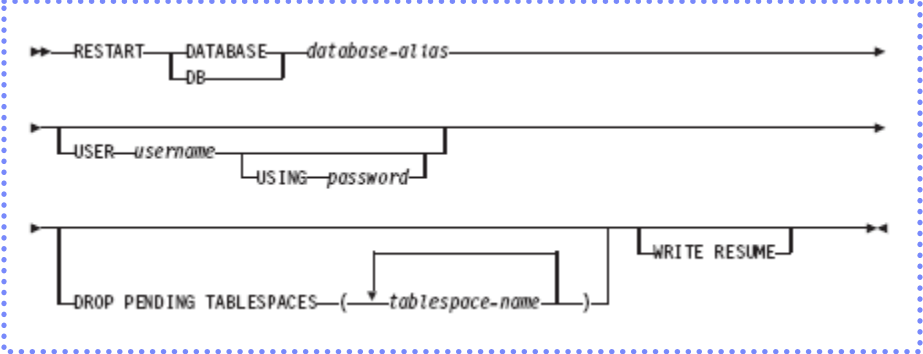 RESTART DATABASE database-alias
DB
USER username
USING password
WRITE RESUME
DROP PENDING TABLESPACES ( tablespace-name )